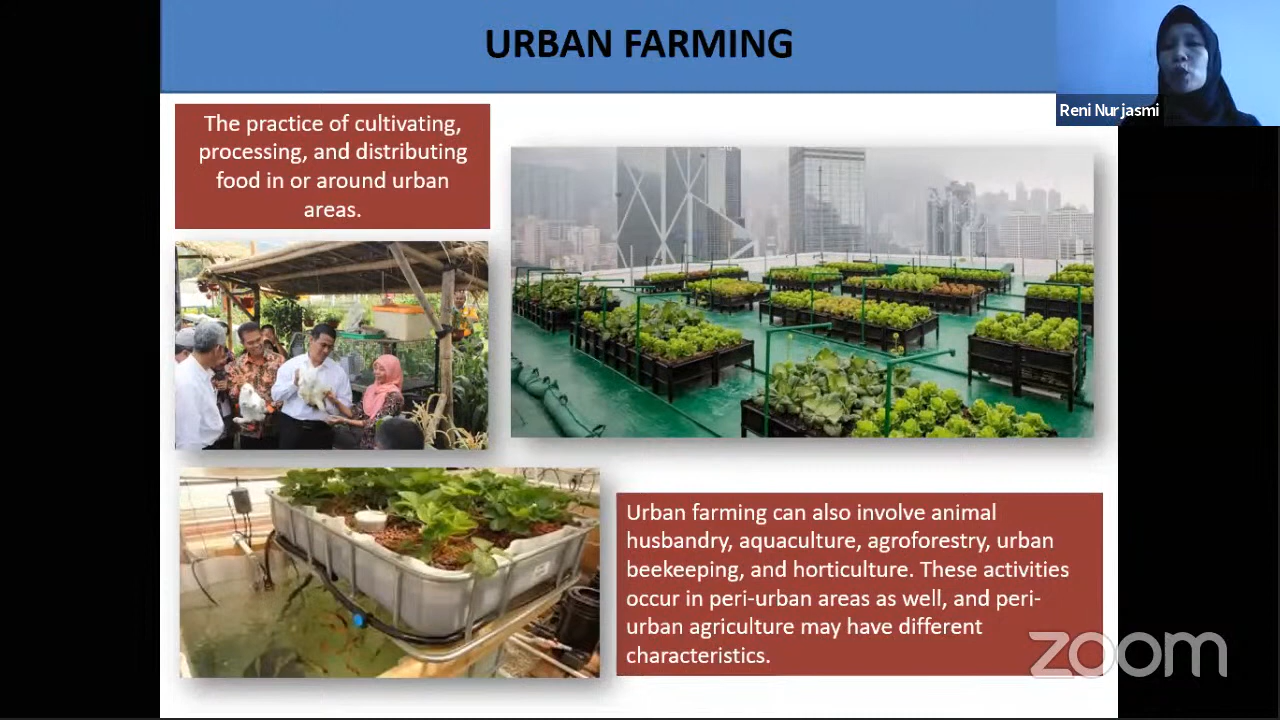 URBAN FARMING
Reni Nurjasmi
The practice of cultivating,
processing, and distributing
food in or around urban
areas.
Urban farming can also involve animal
husbandry, aquaculture, agroforestry, urban
beekeeping, and horticulture. These activities
occur in peri-urban areas as well, and peri-
urban agriculture may have different
characteristics.
zoom